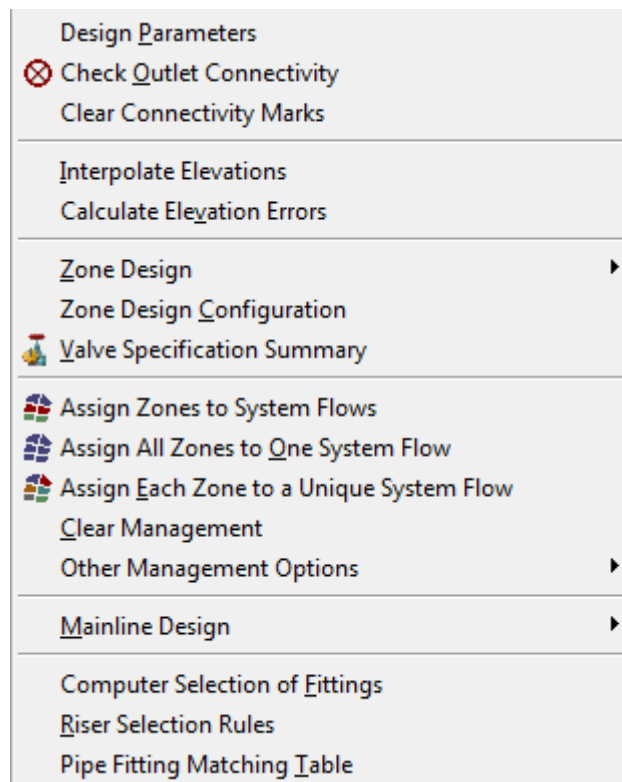 Design Parameters
Check Outlet Connectivity
Clear Connectivity Marks
Interpolate Elevations
Calculate Elevation Errors
Zone Design
Zone Design Configuration
Valve Specification Summary
Assign Zones to System Flows
Assign All Zones to One System Flow
Assign Each Zone to a Unique System Flow
Clear Management
Other Management Options
Mainline Design
Computer Selection of Fittings
Riser Selection Rules
Pipe Fitting Matching Table